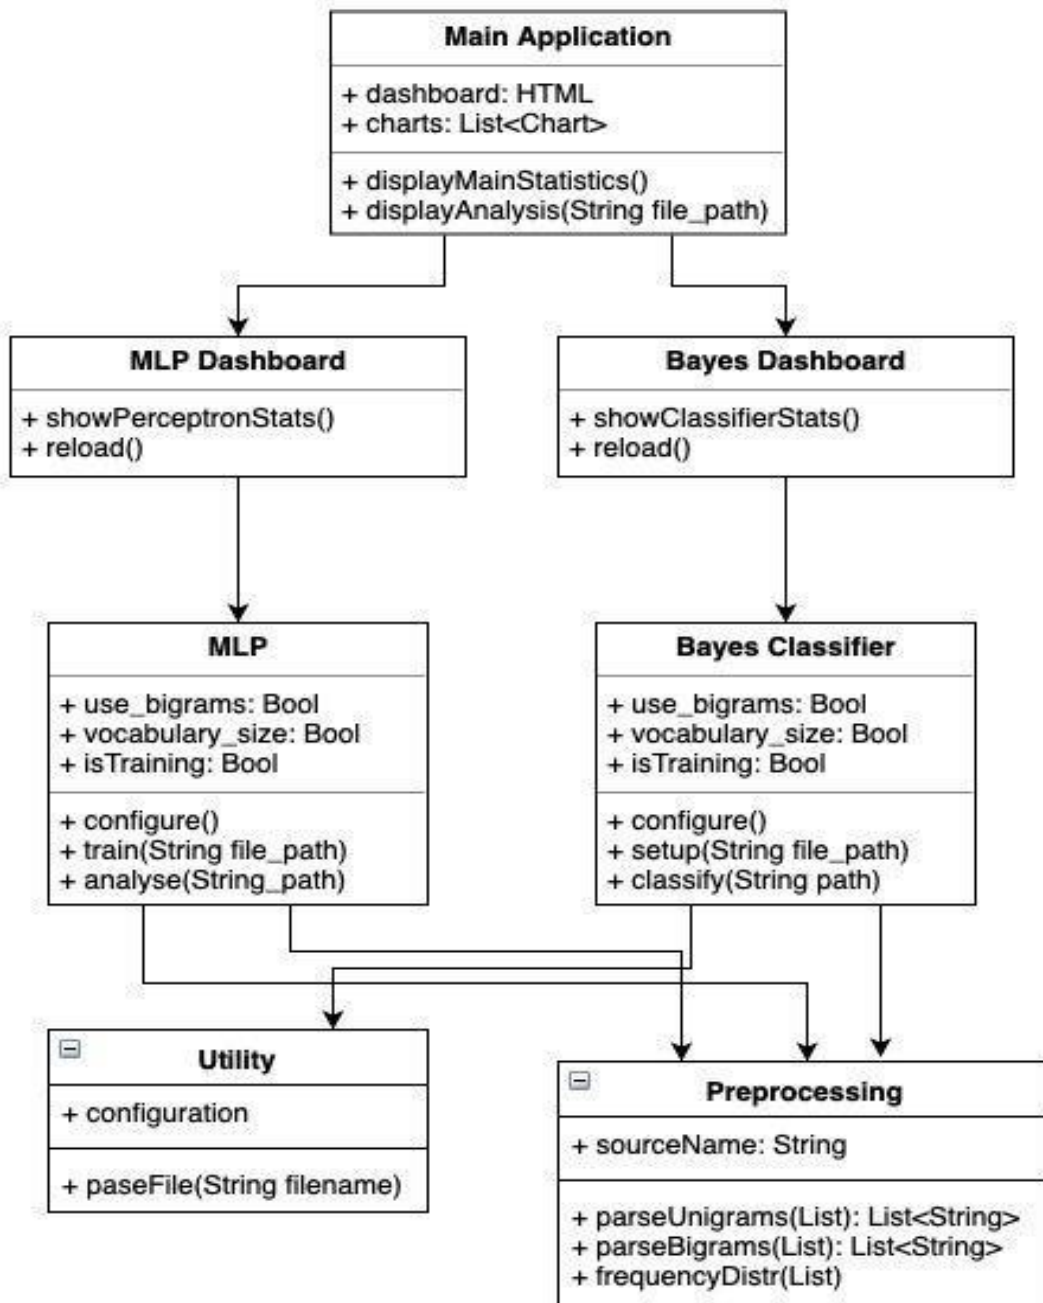 Main Application
+ dashboard: HTML
+ charts: List<Chart>
+ displayMainStatistics()
+ displayAnalysis(String file_path)
MLP Dashboard
+ showPerceptronStats()
+ reload()
Bayes Dashboard
+ showClassifierStats()
+ reload()
MLP
+ use_bigrams: Bool
+ vocabulary_size: Bool
+ isTraining: Bool
+ configure()
+ train(String file_path)
+ analyse(String_path)
Bayes Classifier
+ use_bigrams: Bool
+ vocabulary_size: Bool
+ isTraining: Bool
+ configure()
+ setup(String file_path)
+ classify(String path)
Utility
+ configuration
+ paseFile(String filename)
Preprocessing
+ sourceName: String
+ parseUnigrams(List): List<String>
+ parseBigrams(List): List<String>
+ frequencyDistr(List)